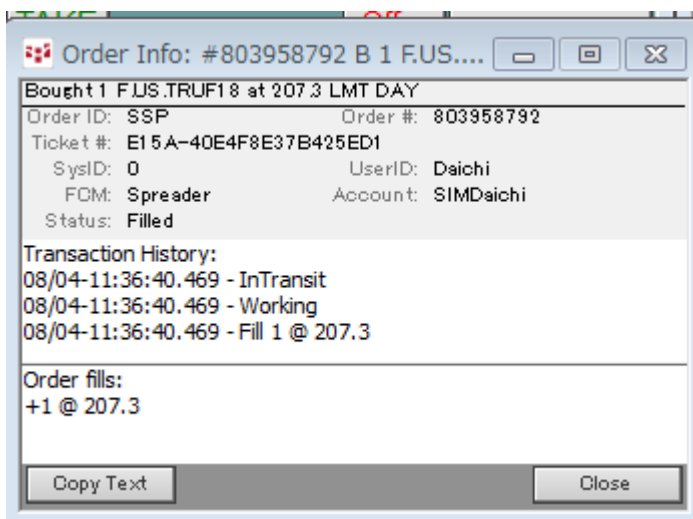 TAKE Off
Order Info: #803958792 B 1 F.US....
Bought 1 F.US.TRUF18 at 207.3 LMT DAY
Order ID: SSP Order #: 803958792
Ticket #: E15A-40E4F8E37B425ED1
SysID: 0 UserID: Daichi
FCM: Spreader Account: SIMDaichi
Status: Filled
Transaction History:
08/04-11:36:40.469 - InTransit
08/04-11:36:40.469 - Working
08/04-11:36:40.469 - Fill 1 @ 207.3
Order fills:
+1 @ 207.3
Copy Text Close